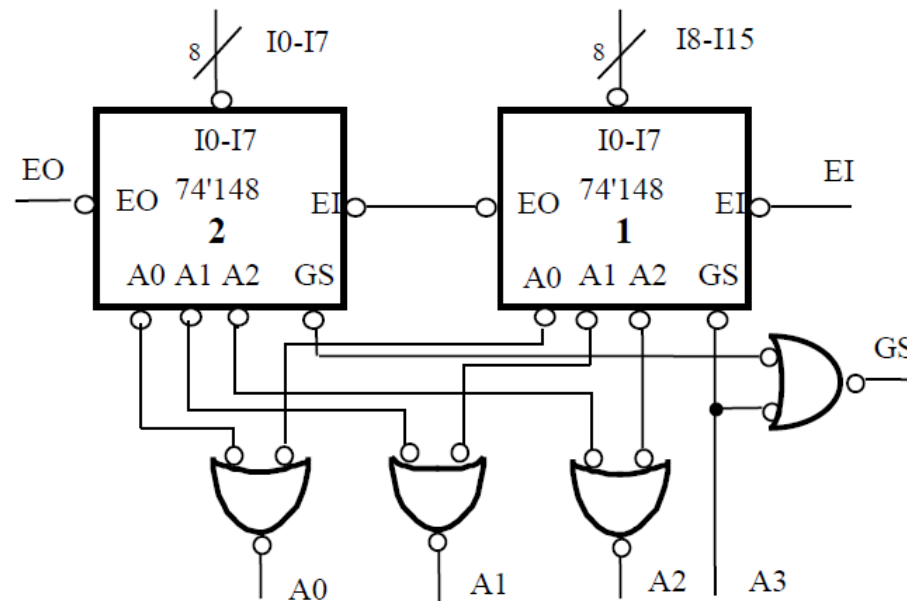 8 I0-I7 8 I8-I15
I0-I7 I0-I7
EO EI
EO 74'148 EI EO 74'148 EI
2 1
A0 A1 A2 GS A0 A1 A2 GS
GS
A0 A1 A2 A3